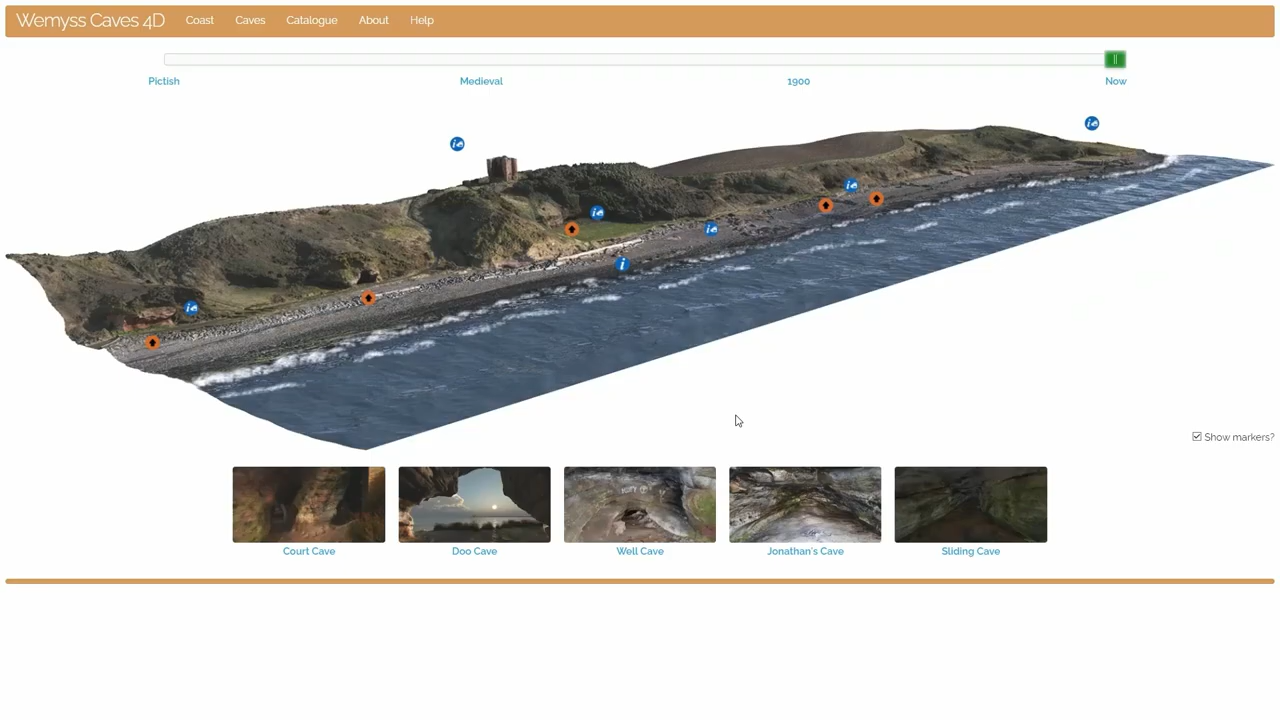 Wemyss Caves 4D Coast Caves Catalogue About Help
Pictish Medieval 1900 Now
Show markers?
Court Cave Doo Cave Well Cave Jonathan's Cave Sliding Cave